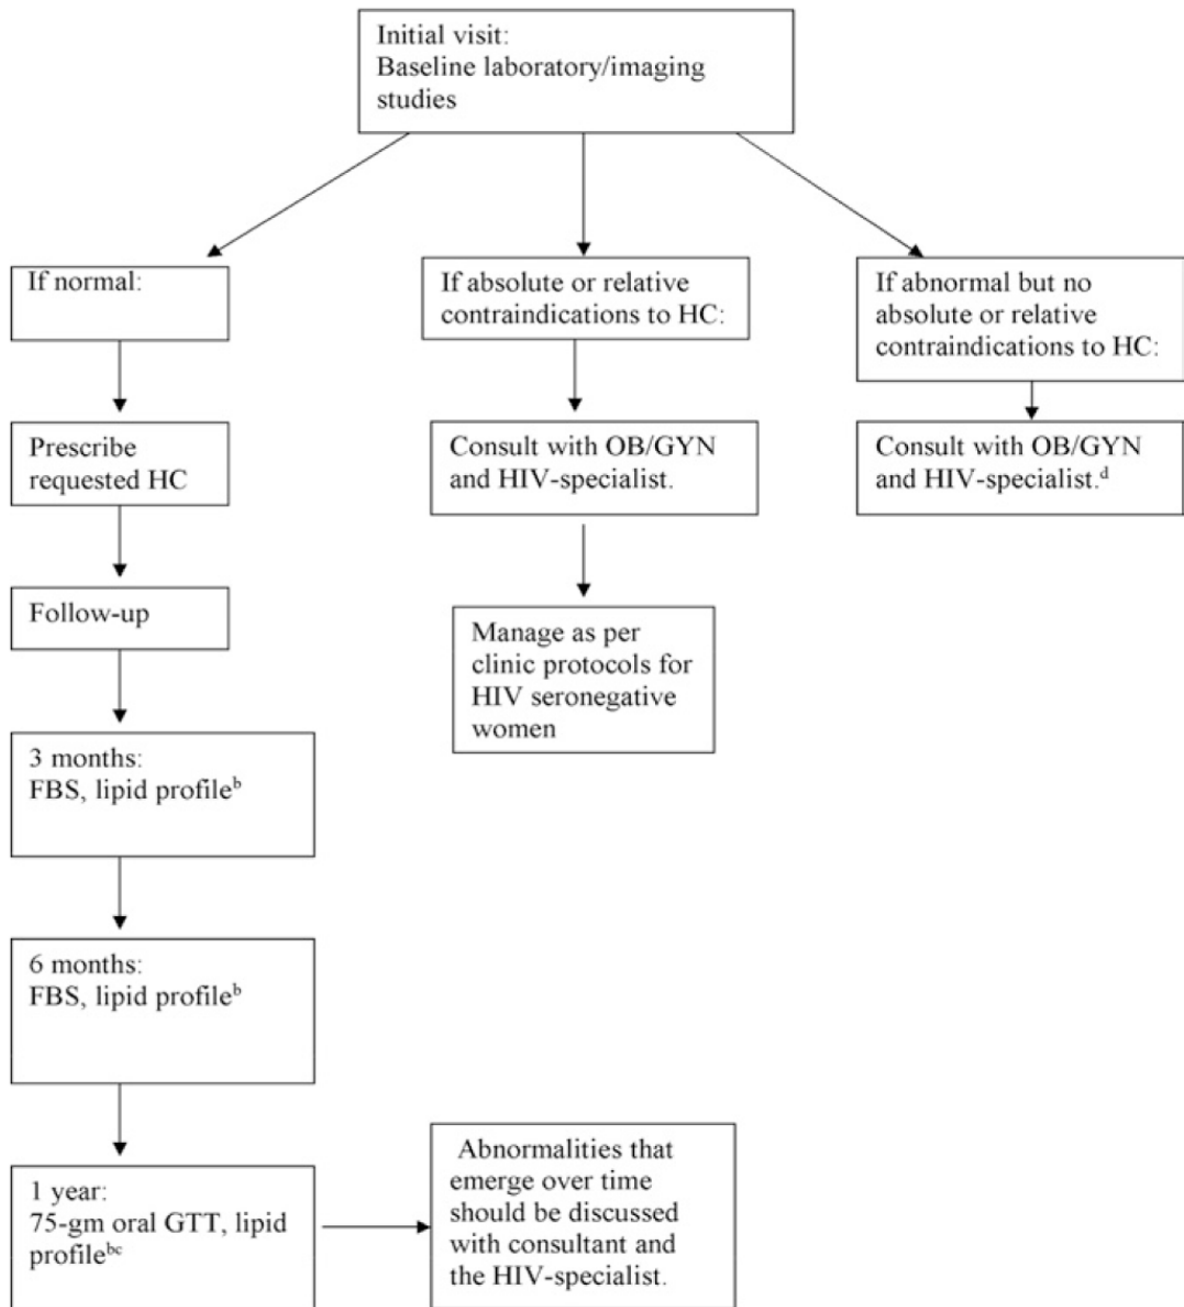 Initial visit:
Baseline laboratory/imaging
studies
If normal:
If absolute or relative
contraindications to HC:
If abnormal but no
absolute or relative
contraindications to HC:
Prescribe
requested HC
Consult with OB/GYN
and HIV-specialist.
Consult with OB/GYN
and HIV-specialist.ᵈ
Follow-up
Manage as per
clinic protocols for
HIV seronegative
women
3 months:
FBS, lipid profileᵇ
6 months:
FBS, lipid profileᵇ
1 year:
75-gm oral GTT, lipid
profileᵇᶜ
Abnormalities that
emerge over time
should be discussed
with consultant and
the HIV-specialist.